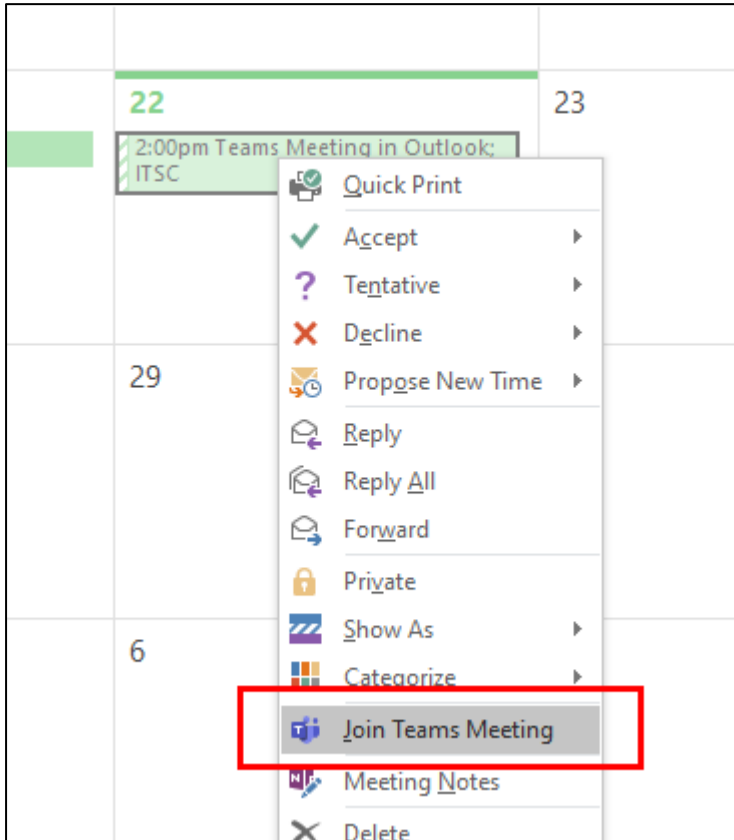 22
23
2:00pm Teams Meeting in Outlook;
ITSC
Quick Print
Accept
Tentative
Decline
29
Propose New Time
Reply
Reply All
Forward
Private
Show As
6
Categorize
Join Teams Meeting
Meeting Notes
Delete